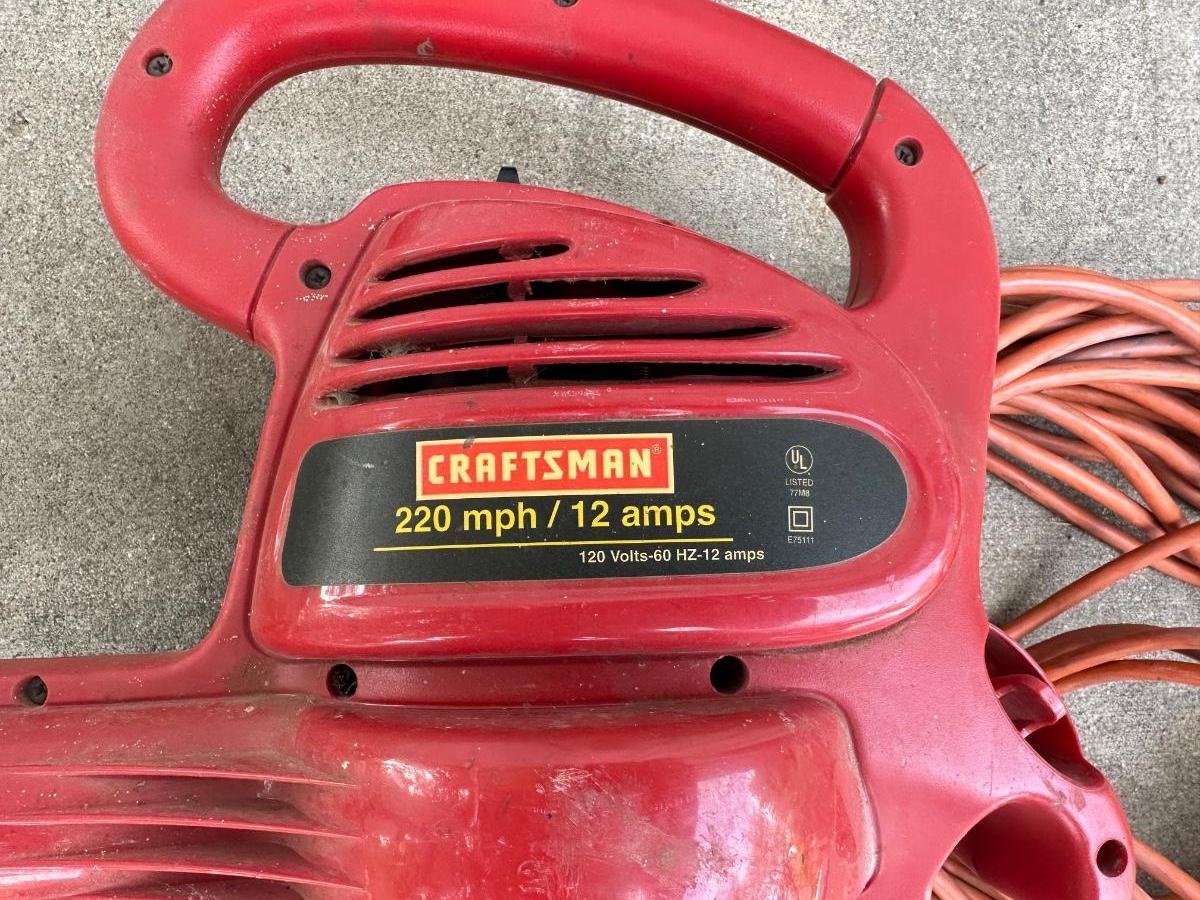 CRAFTSMAN®
220 mph / 12 amps
120 Volts-60 HZ-12 amps
UL
LISTED
77M8
E75111